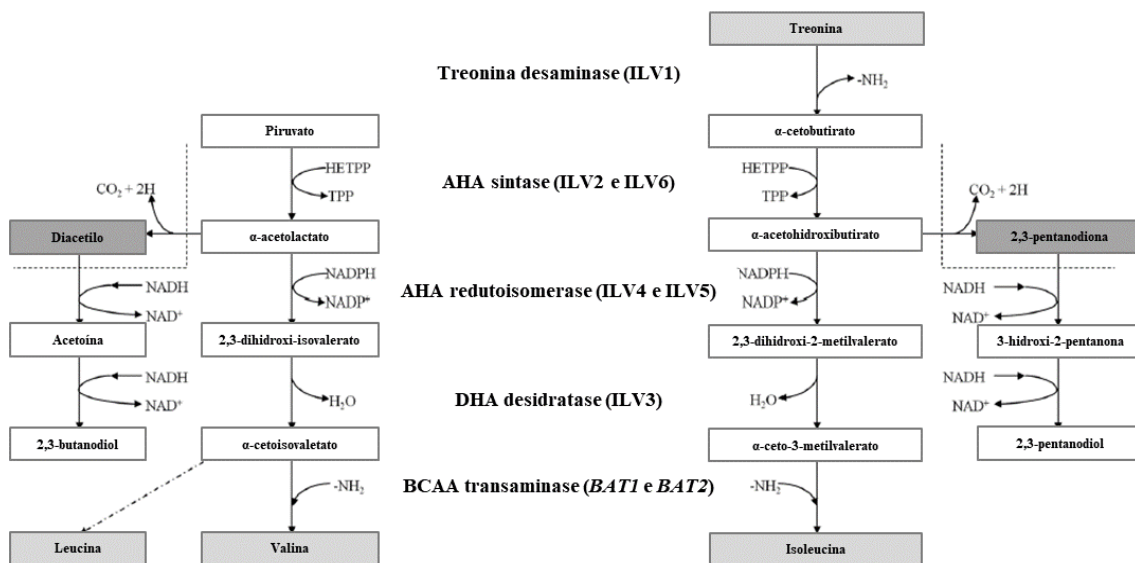 Treonina
Treonina desaminase (ILV1)
-NH₂
Piruvato
α-cetobutirato
HETPP
HETPP
AHA sintase (ILV2 e ILV6)
CO₂ + 2H
TPP
TPP
CO₂ + 2H
Diacetilo
α-acetolactato
α-acetohidroxibutirato
2,3-pentanodiona
NADPH
NADPH
NADH
AHA redutoisomerase (ILV4 e ILV5)
NADH
NAD⁺
NADP⁺
NADP⁺
NAD⁺
Acetoína
2,3-dihidroxi-isovalerato
2,3-dihidroxi-2-metilvalerato
3-hidroxi-2-pentanona
NADH
NADH
H₂O
DHA desidratase (ILV3)
H₂O
NAD⁺
NAD⁺
2,3-butanodiol
α-cetoisovaletato
α-ceto-3-metilvalerato
2,3-pentanodiol
-NH₂
BCAA transaminase (BAT1 e BAT2)
-NH₂
Leucina
Valina
Isoleucina